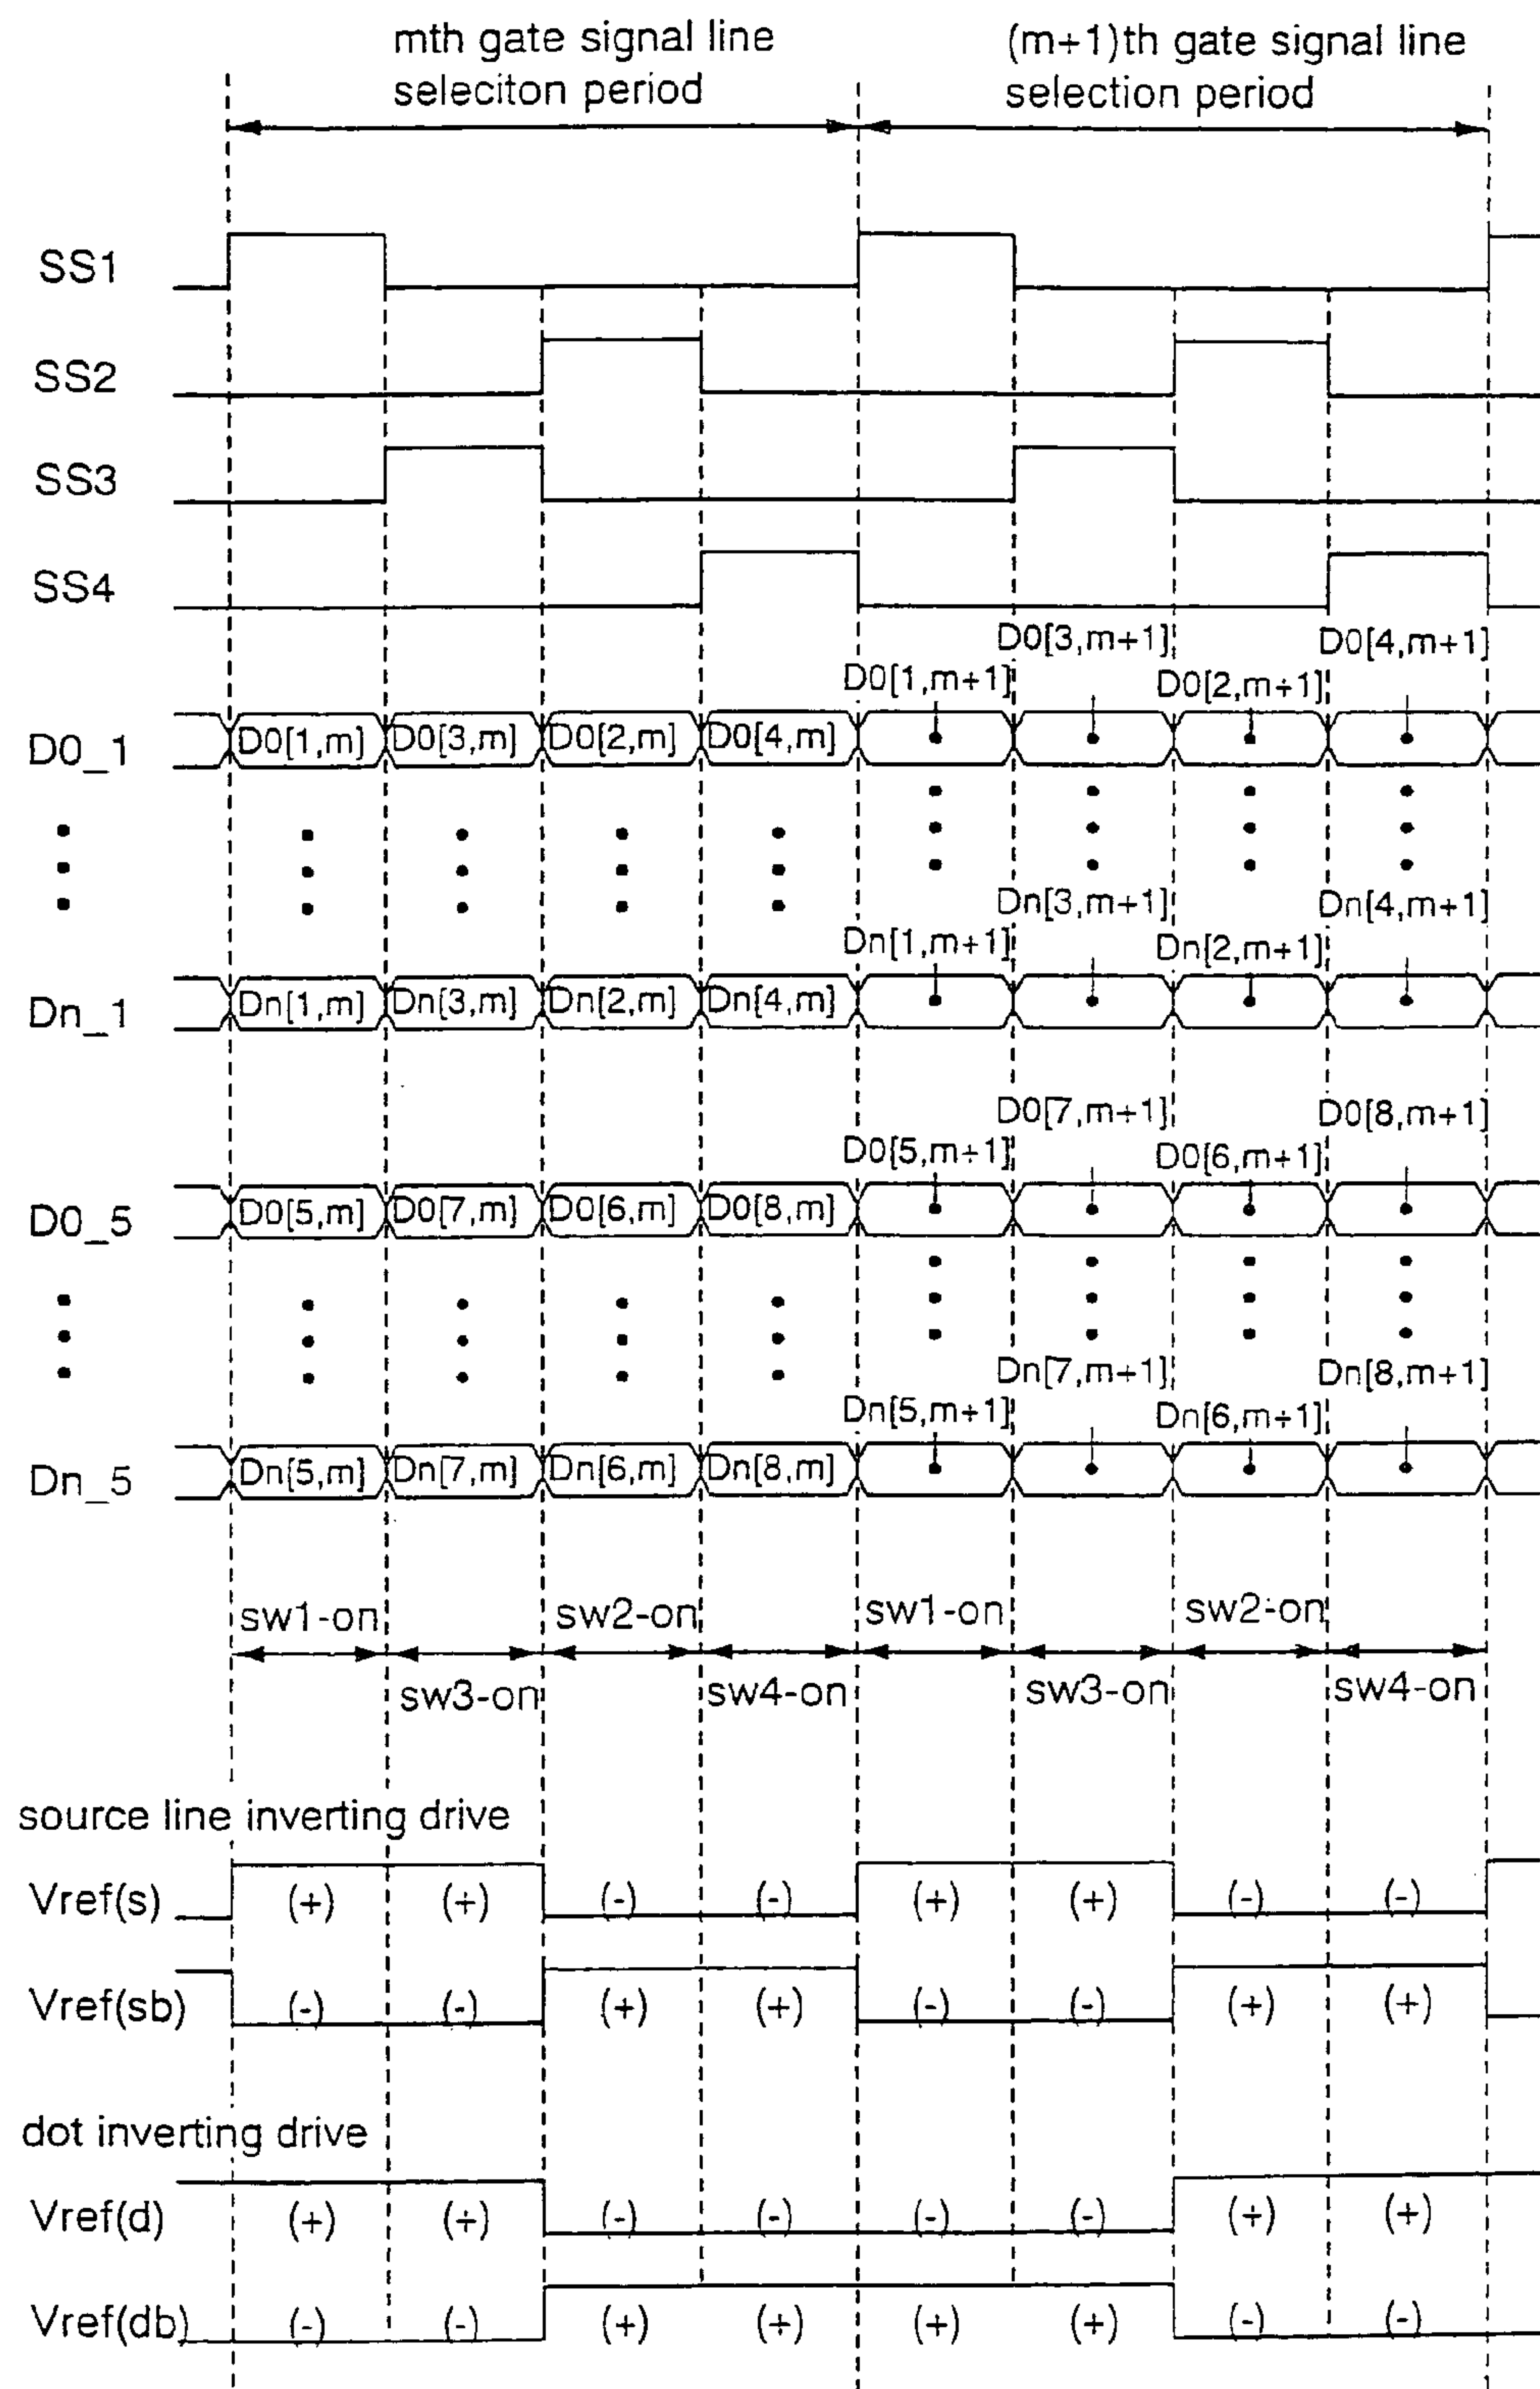 mth gate signal line
seleciton period
(m+1)th gate signal line
selection period
SS1
SS2
SS3
SS4
D0[3,m+1] D0[4,m+1]
D0[1,m+1] D0[2,m+1]
D0_1 D0[1,m] D0[3,m] D0[2,m] D0[4,m]
Dn[3,m+1] Dn[4,m+1]
Dn[1,m+1] Dn[2,m+1]
Dn_1 Dn[1,m] Dn[3,m] Dn[2,m] Dn[4,m]
D0[7,m+1] D0[8,m+1]
D0[5,m+1] D0[6,m+1]
D0_5 D0[5,m] D0[7,m] D0[6,m] D0[8,m]
Dn[7,m+1] Dn[8,m+1]
Dn[5,m+1] Dn[6,m+1]
Dn_5 Dn[5,m] Dn[7,m] Dn[6,m] Dn[8,m]
sw1-on sw2-on sw1-on sw2-on
sw3-on sw4-on sw3-on sw4-on
source line inverting drive
Vref(s) (+) (+) (-) (-) (+) (+) (-) (-)
Vref(sb) (-) (-) (+) (+) (-) (-) (+) (+)
dot inverting drive
Vref(d) (+) (+) (-) (-) (-) (-) (+) (+)
Vref(db) (-) (-) (+) (+) (+) (+) (-) (-)